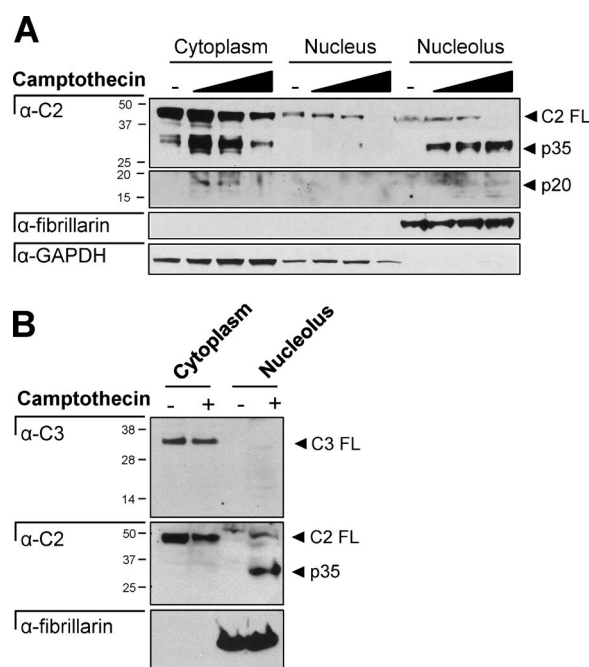 A
Cytoplasm Nucleus Nucleolus
Camptothecin - - -
α-C2
50
37
25
◄ C2 FL
◄ p35
20
15
◄ p20
α-fibrillarin
α-GAPDH
B
Cytoplasm Nucleolus
Camptothecin - + - +
α-C3
38
28
14
◄ C3 FL
α-C2
50
37
25
◄ C2 FL
◄ p35
α-fibrillarin